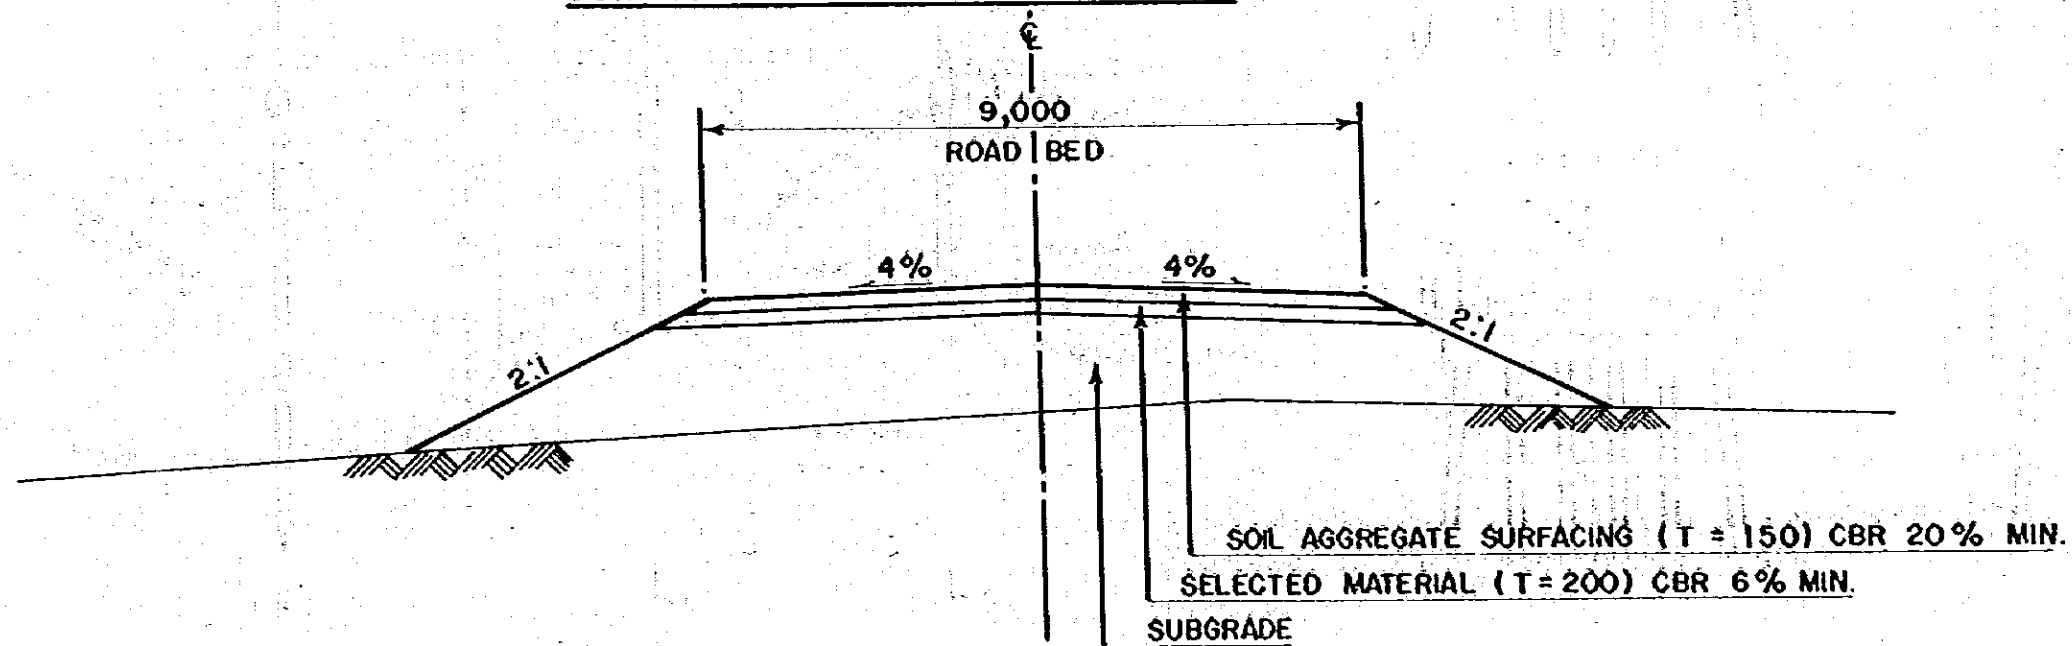 ℄
9,000
ROAD BED
4% 4%
2:1
2:1
SOIL AGGREGATE SURFACING (T = 150) CBR 20% MIN.
SELECTED MATERIAL (T = 200) CBR 6% MIN.
SUBGRADE